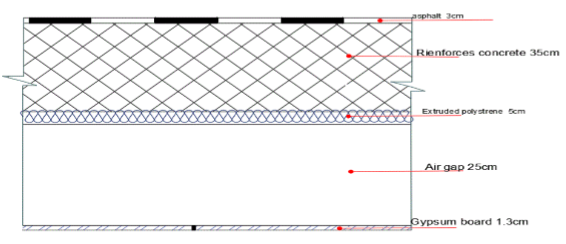 asphalt 3cm
Rienforces concrete 35cm
Extruded polystrene 5cm
Air gap 25cm
Gypsum board 1.3cm